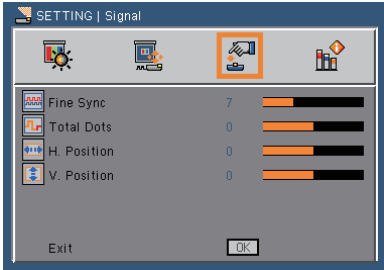 SETTING | Signal
Fine Sync 7
Total Dots 0
H. Position 0
V. Position 0
Exit OK